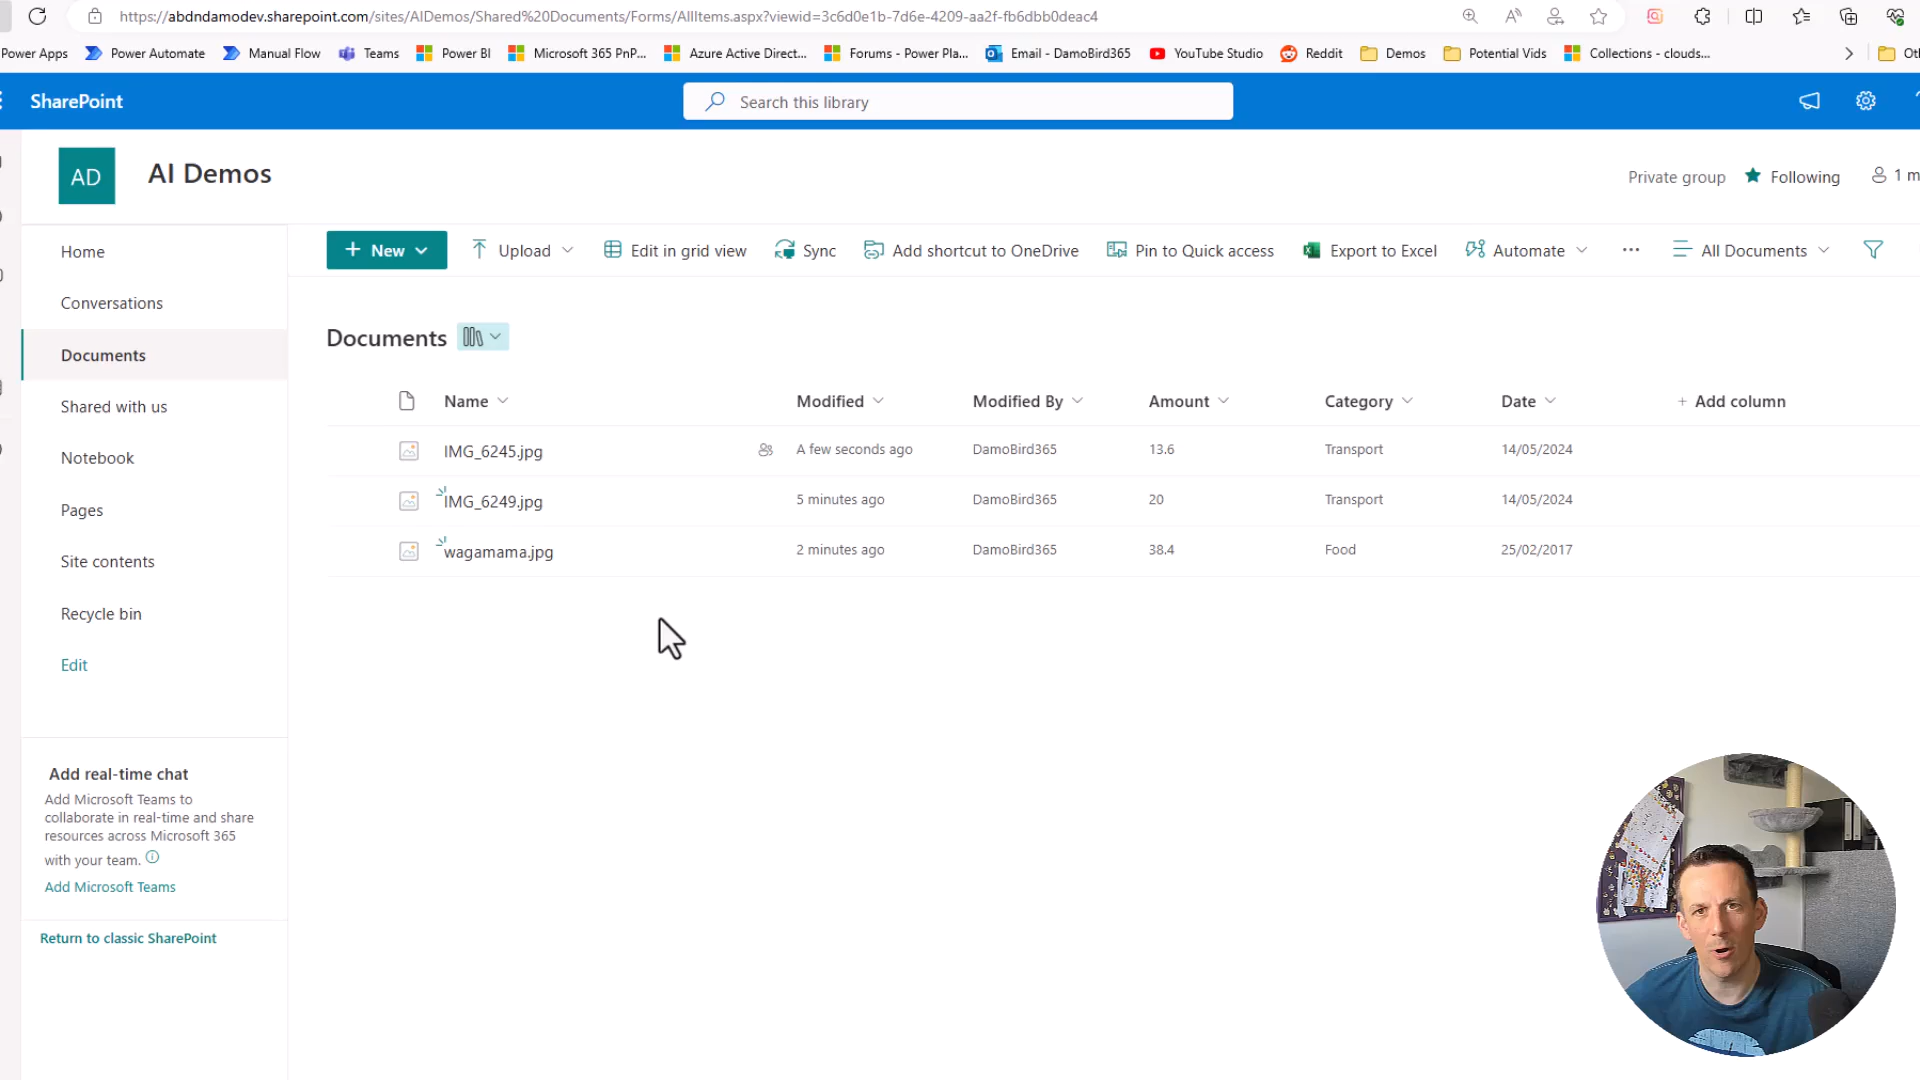 https://abdndamodev.sharepoint.com/sites/AIDemos/Shared%20Documents/Forms/AllItems.aspx?viewid=3c6d0e1b-7d6e-4209-aa2f-fb6dbb0deac4
Power Apps Power Automate Manual Flow Teams Power BI Microsoft 365 PnP... Azure Active Direct... Forums - Power Pla... Email - DamoBird365 YouTube Studio Reddit Demos Potential Vids Collections - clouds...
SharePoint
Search this library
AD
AI Demos
Private group Following 1 m
Home
Conversations
Documents
Shared with us
Notebook
Pages
Site contents
Recycle bin
Edit
Add real-time chat
Add Microsoft Teams to
collaborate in real-time and share
resources across Microsoft 365
with your team.
Add Microsoft Teams
Return to classic SharePoint
New Upload Edit in grid view Sync Add shortcut to OneDrive Pin to Quick access Export to Excel Automate ... All Documents
Documents
Name Modified Modified By Amount Category Date + Add column
IMG_6245.jpg A few seconds ago DamoBird365 13.6 Transport 14/05/2024
IMG_6249.jpg 5 minutes ago DamoBird365 20 Transport 14/05/2024
wagamama.jpg 2 minutes ago DamoBird365 38.4 Food 25/02/2017